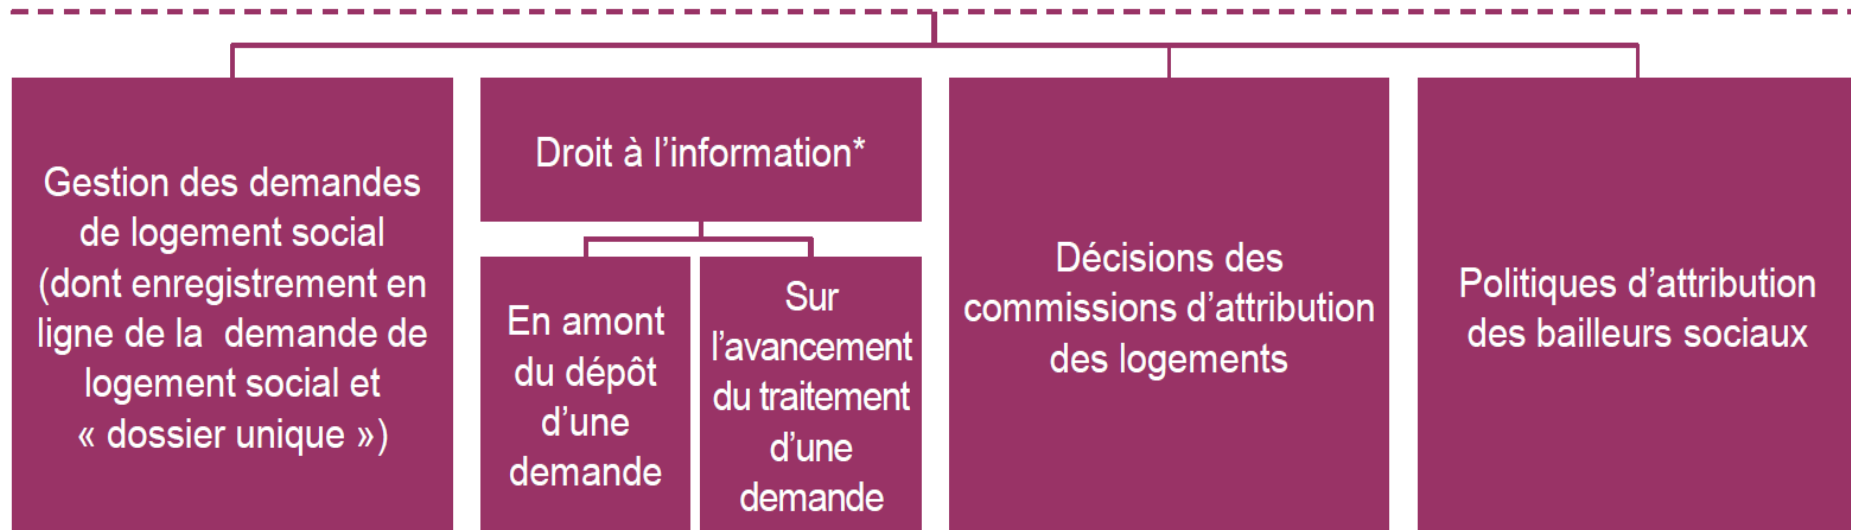 Gestion des demandes
de logement social
(dont enregistrement en
ligne de la demande de
logement social et
« dossier unique »)
Droit à l’information*
En amont
du dépôt
d’une
demande
Sur
l’avancement
du traitement
d’une
demande
Décisions des
commissions d’attribution
des logements
Politiques d’attribution
des bailleurs sociaux